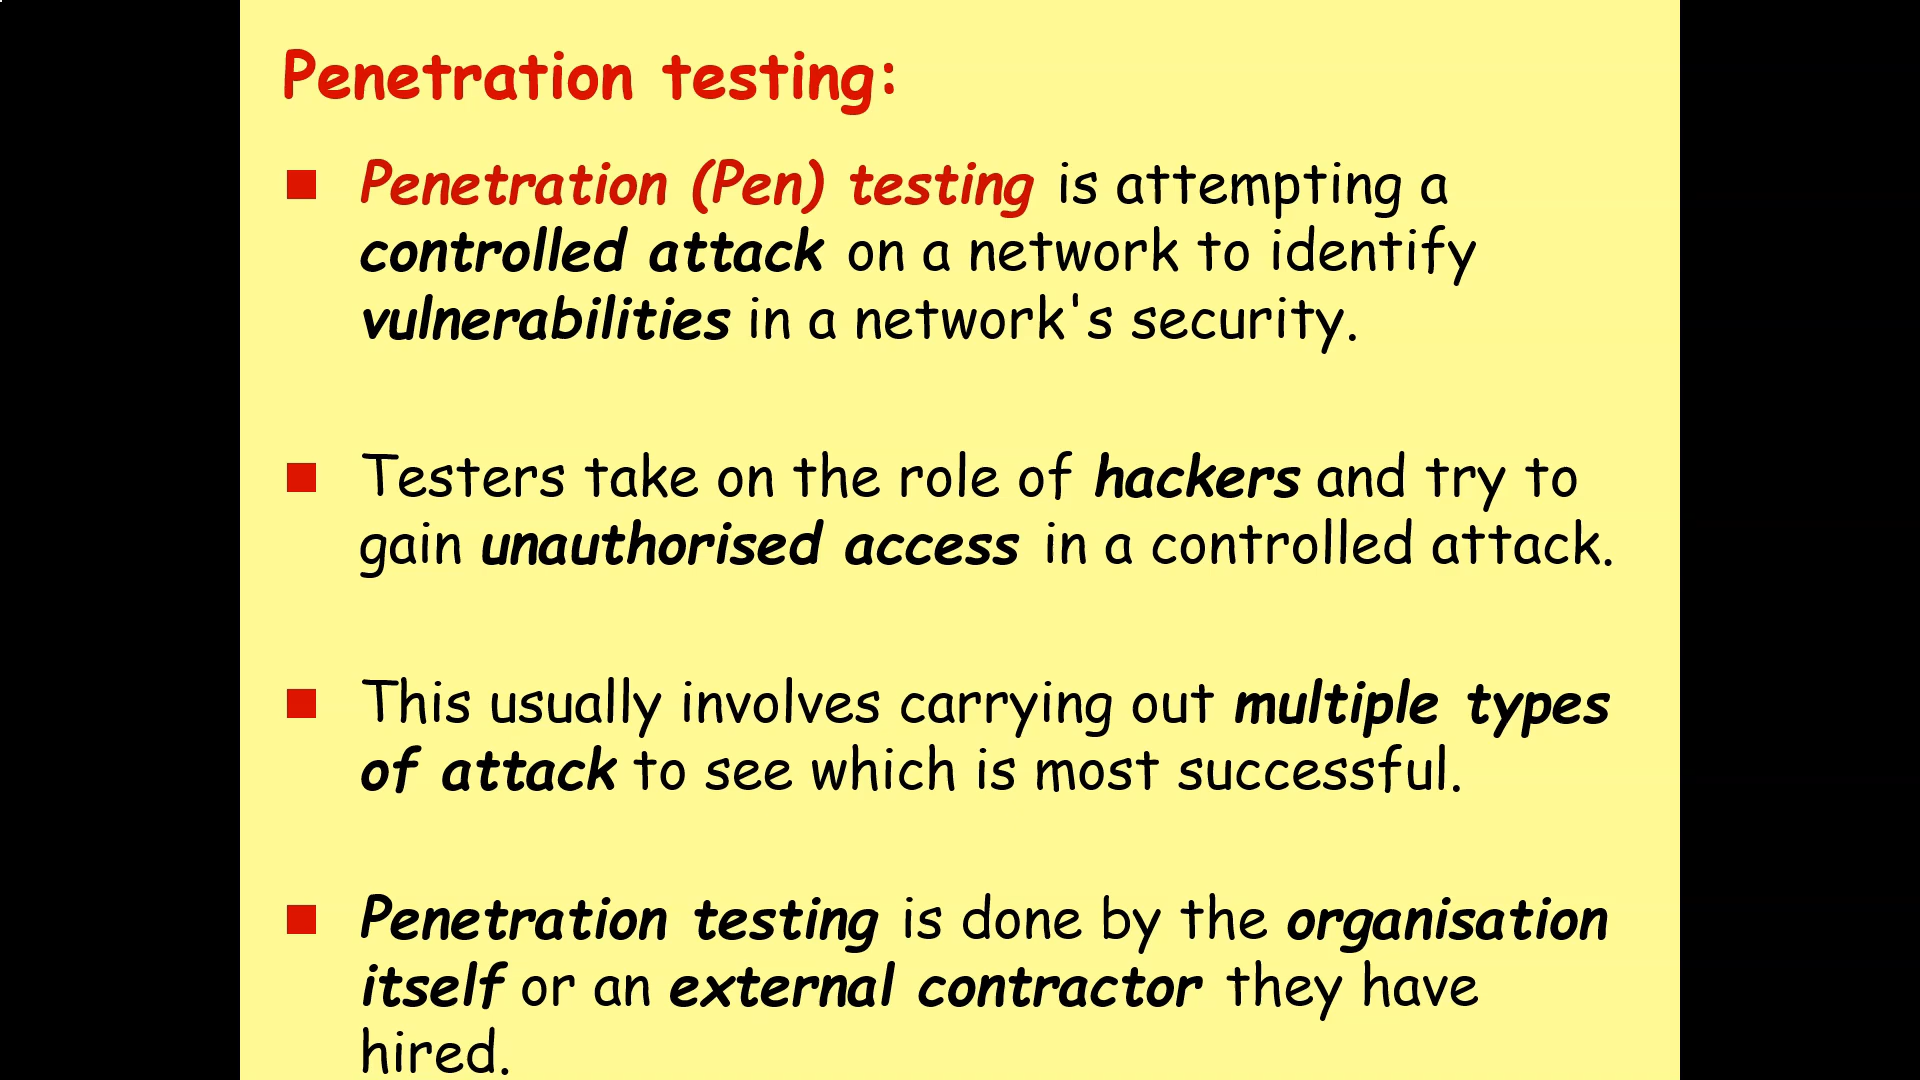 Penetration testing:
Penetration (Pen) testing is attempting a
controlled attack on a network to identify
vulnerabilities in a network's security.
Testers take on the role of hackers and try to
gain unauthorised access in a controlled attack.
This usually involves carrying out multiple types
of attack to see which is most successful.
Penetration testing is done by the organisation
itself or an external contractor they have
hired.